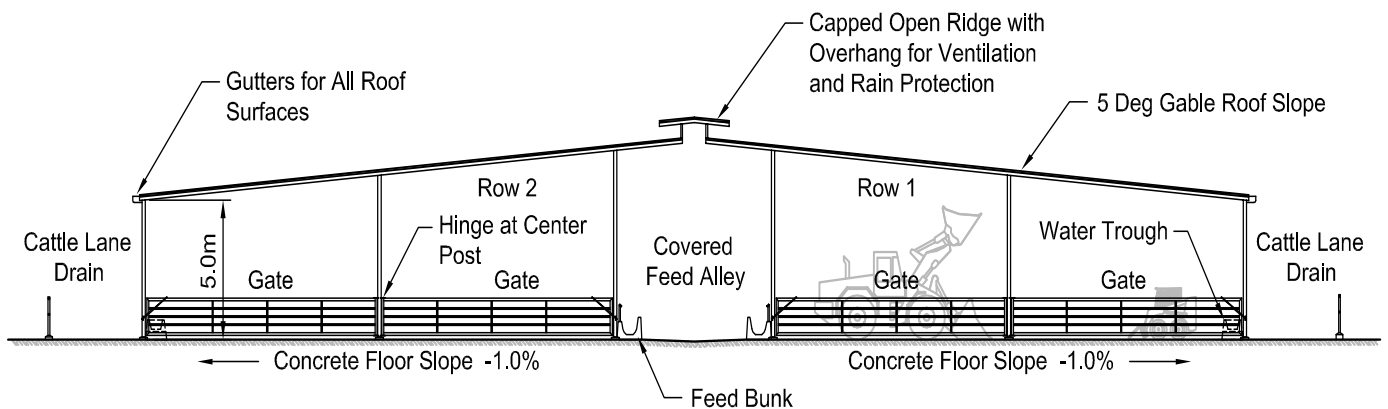 Capped Open Ridge with
Overhang for Ventilation
and Rain Protection
Gutters for All Roof
Surfaces
5 Deg Gable Roof Slope
Row 2
Row 1
Hinge at Center
Post
Water Trough
Cattle Lane
Drain
5.0m
Covered
Feed Alley
Cattle Lane
Drain
Gate
Gate
Gate
Gate
Concrete Floor Slope -1.0%
Concrete Floor Slope -1.0%
Feed Bunk